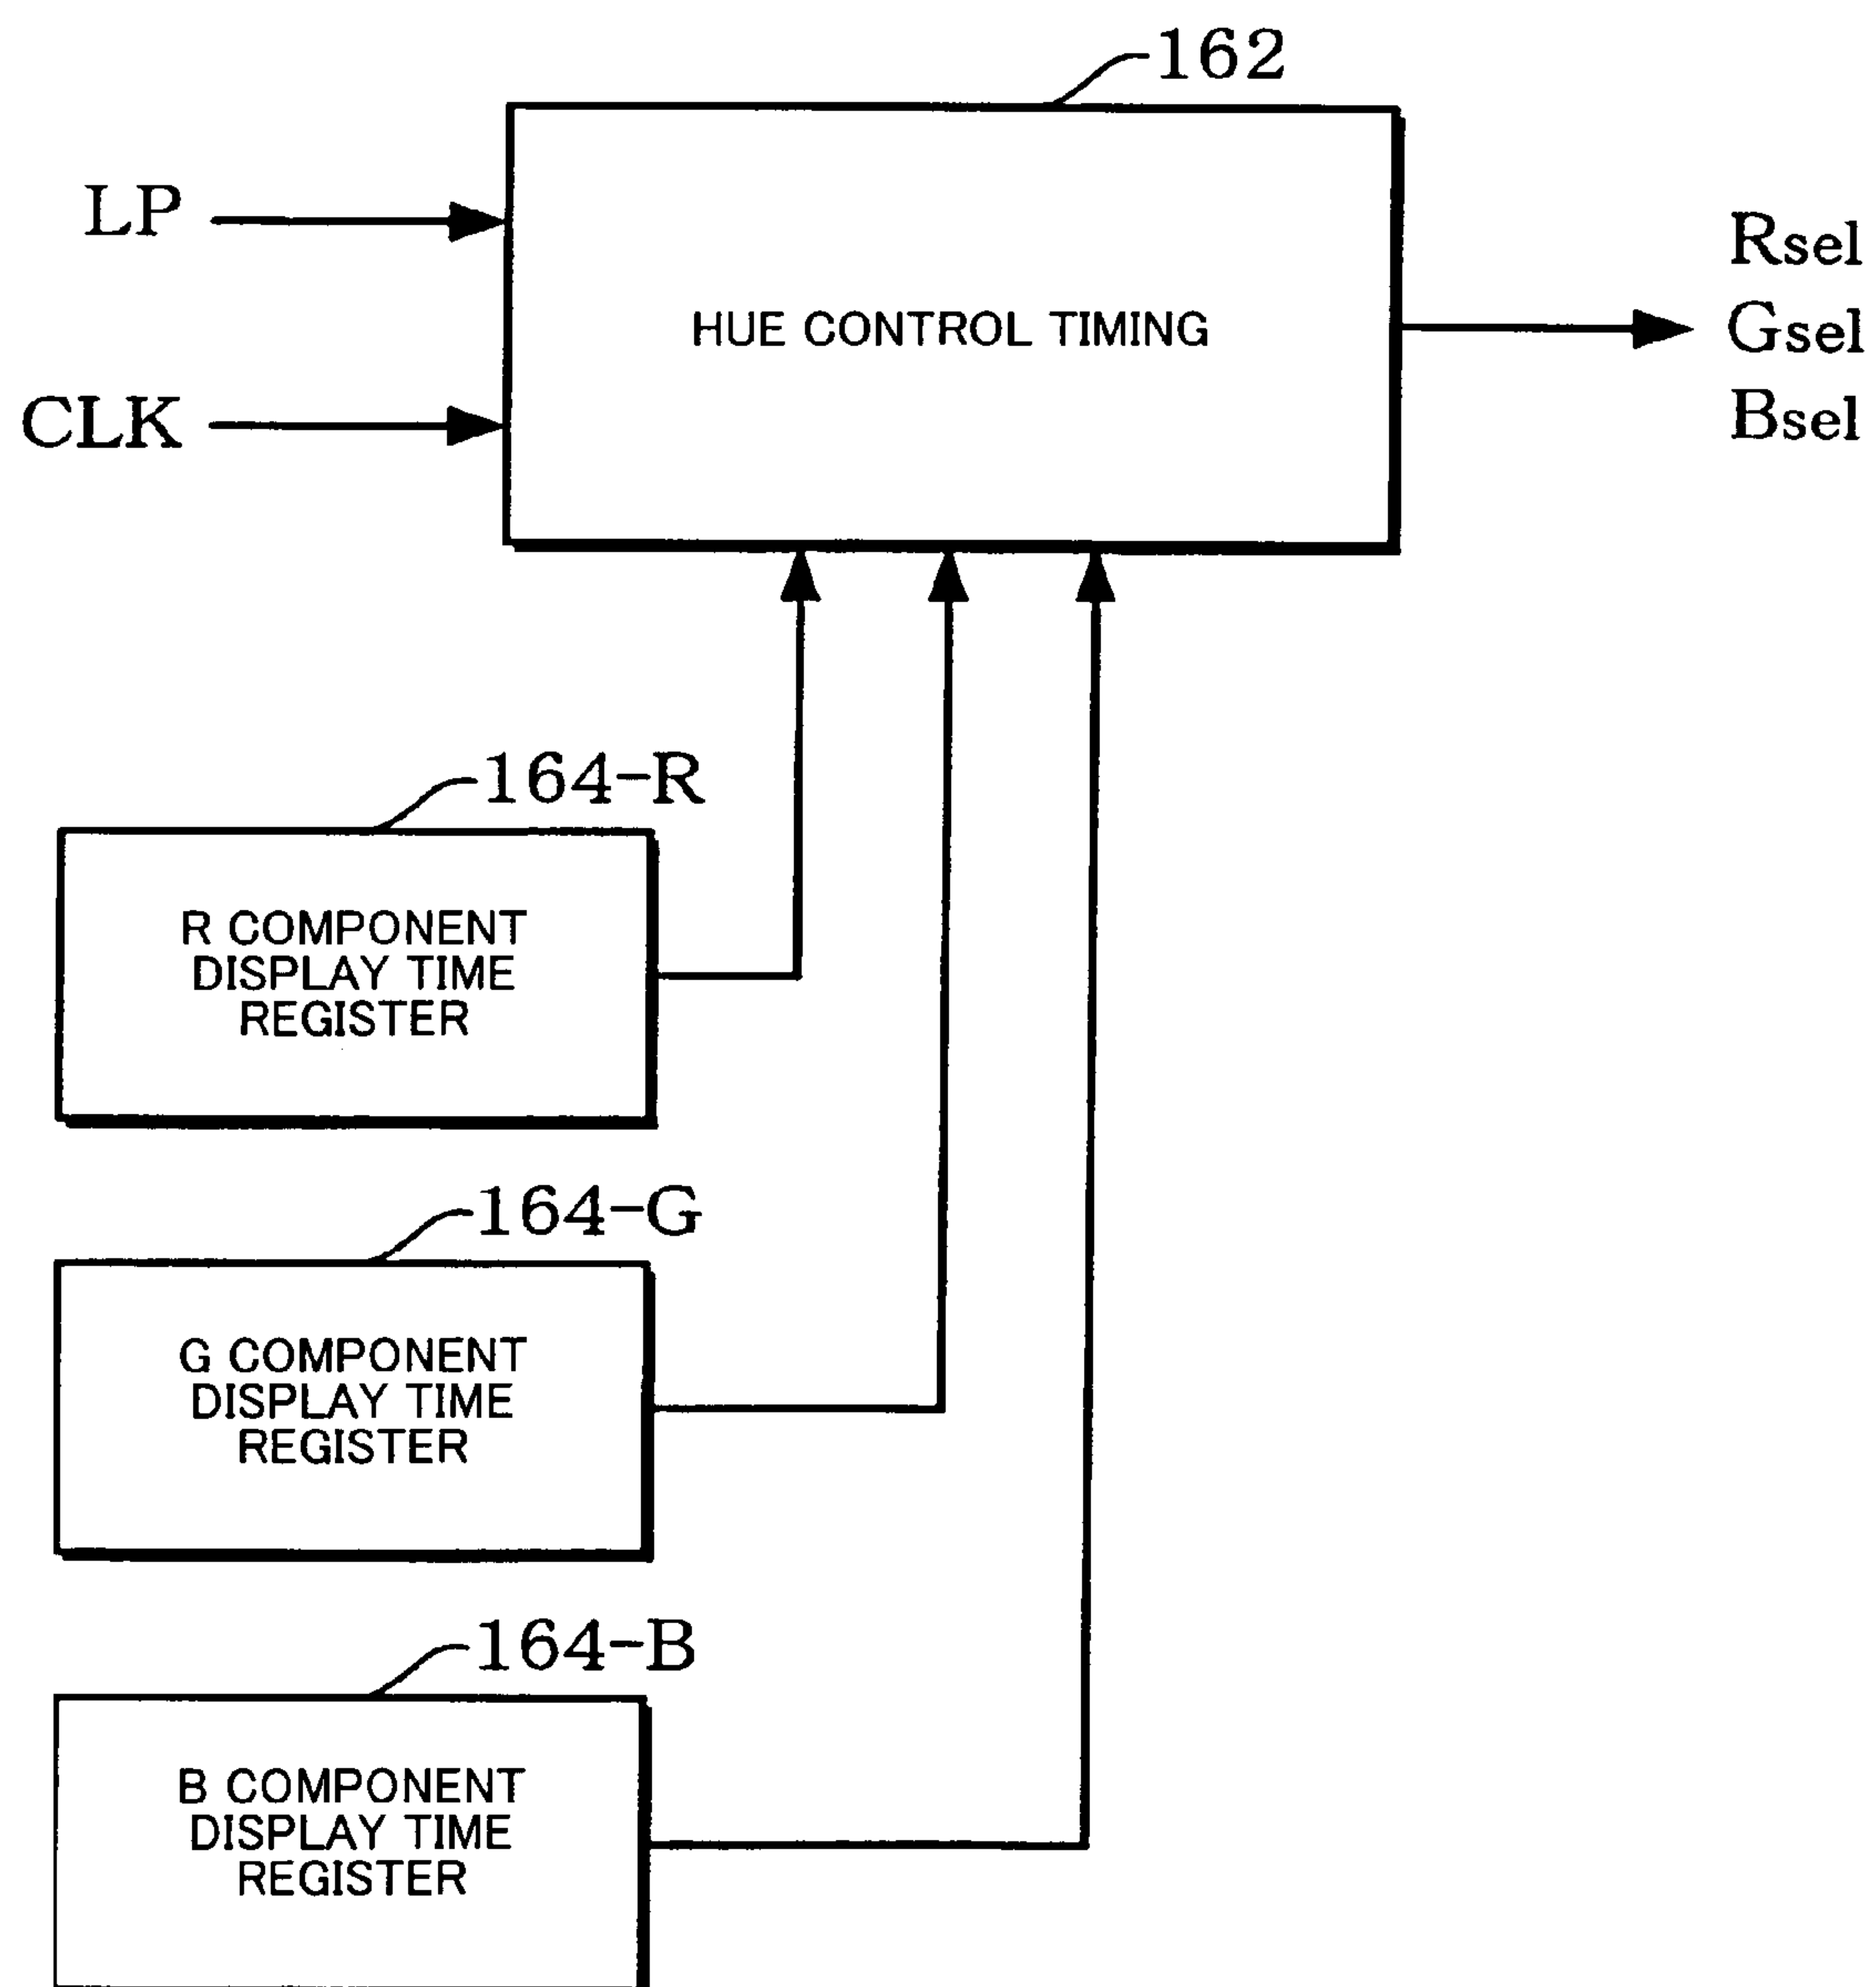 162
LP
CLK
HUE CONTROL TIMING
Rsel
Gsel
Bsel
164-R
R COMPONENT
DISPLAY TIME
REGISTER
164-G
G COMPONENT
DISPLAY TIME
REGISTER
164-B
B COMPONENT
DISPLAY TIME
REGISTER